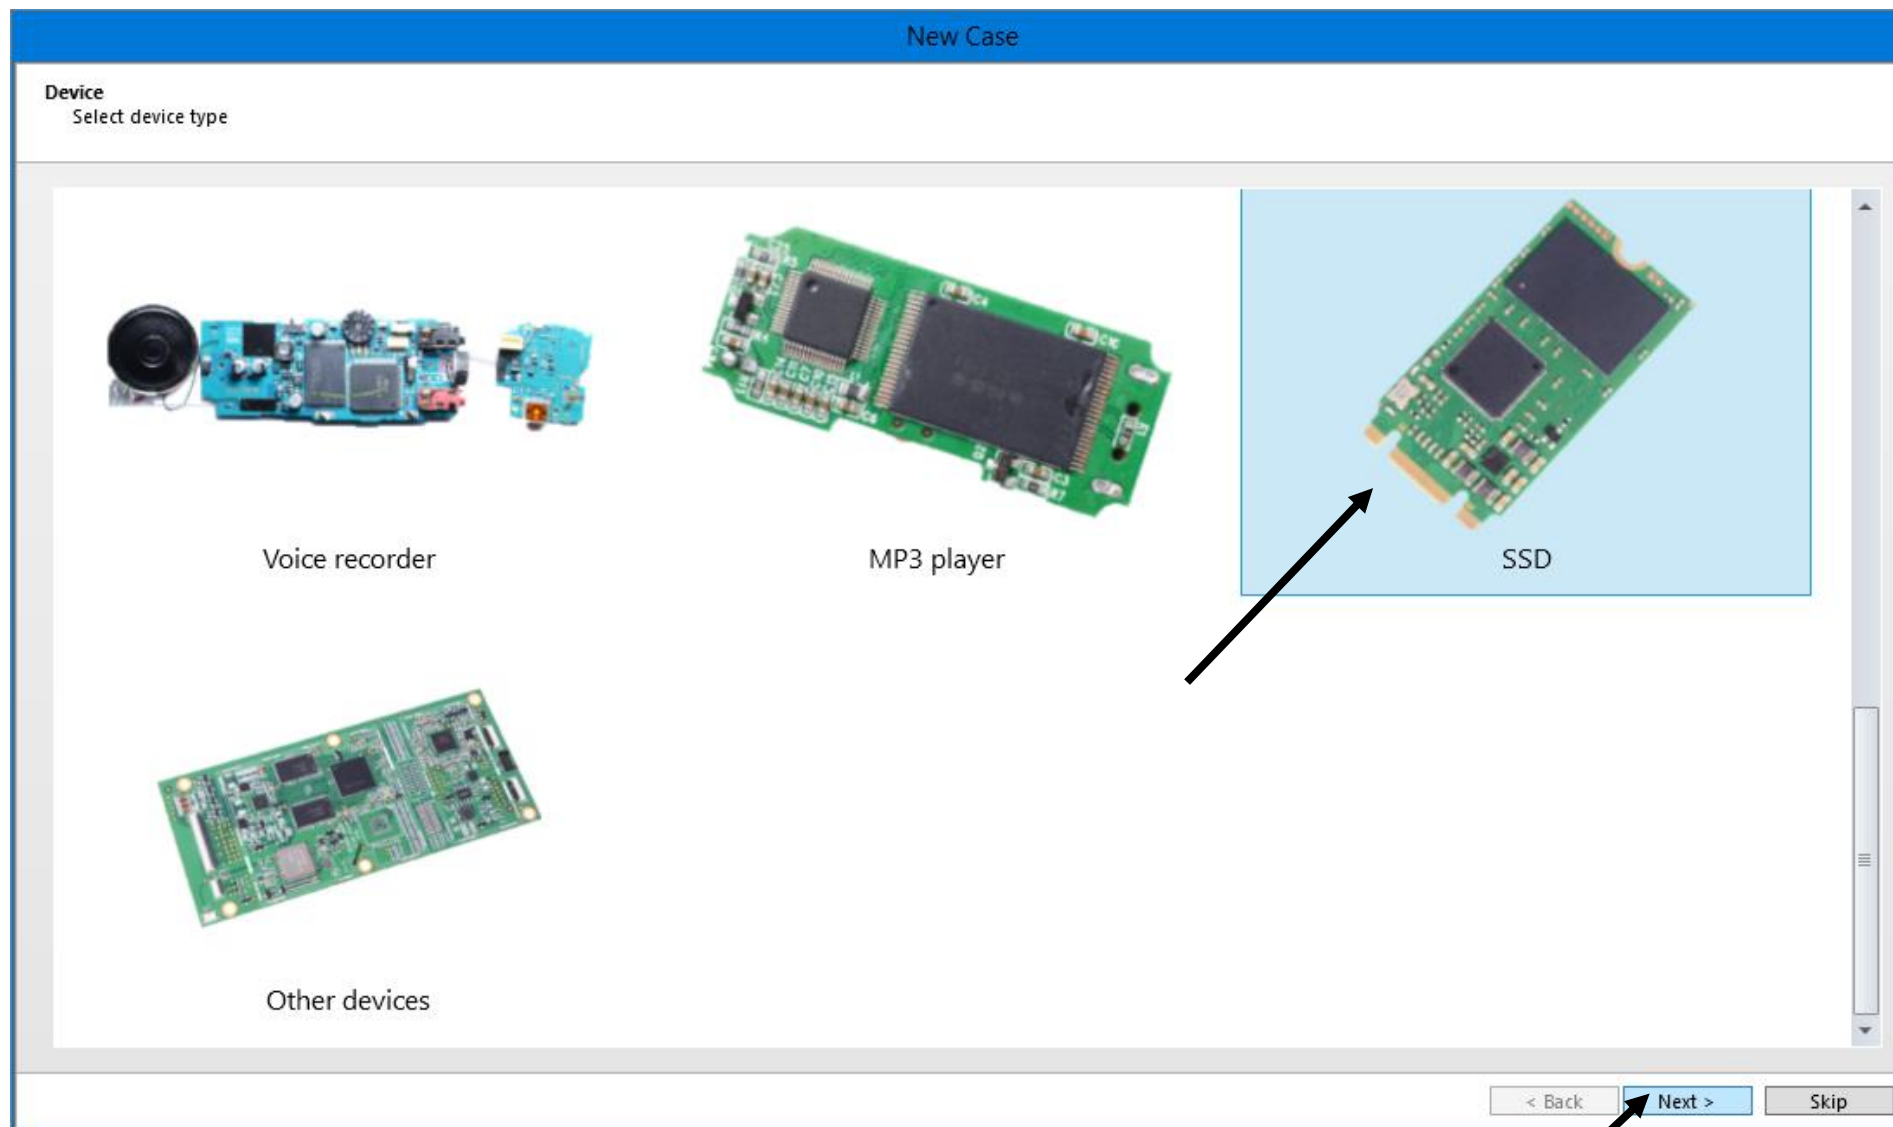 New Case
Device
Select device type
Voice recorder
MP3 player
SSD
Other devices
< Back
Next >
Skip